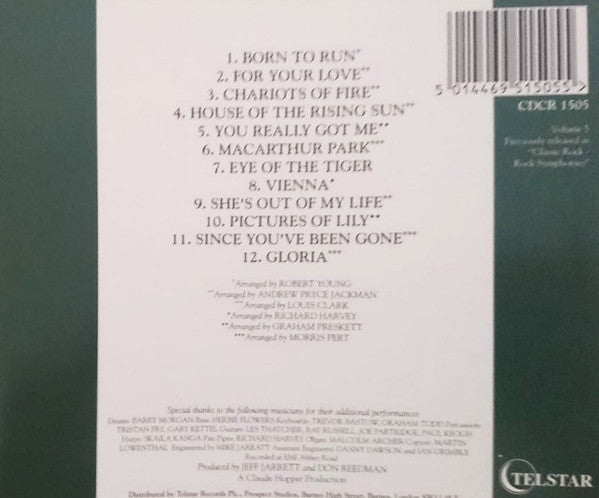 1. BORN TO RUN*
2. FOR YOUR LOVE**
3. CHARIOTS OF FIRE**
4. HOUSE OF THE RISING SUN**
5. YOU REALLY GOT ME**
6. MACARTHUR PARK***
7. EYE OF THE TIGER
8. VIENNA*
9. SHE'S OUT OF MY LIFE**
10. PICTURES OF LILY**
11. SINCE YOU'VE BEEN GONE***
12. GLORIA***
*Arranged by ROBERT YOUNG
**Arranged by ANDREW PRYCE JACKMAN
***Arranged by LOUIS CLARK
*Arranged by RICHARD HARVEY
**Arranged by GRAHAM PRESKETT
***Arranged by MORRIS PERT
Special thanks to the following musicians for their additional performances
Drums: BARRY MORGAN Bass: HERBIE FLOWERS Keyboards: TREVOR BASTOW, GRAHAM TODD Percussion:
TRISTAN FRY, GARY KETTEL Guitars: LES THATCHER, RAY RUSSELL, JOE PARTRIDGE, PAUL KEOGH
Harp: SKAILA KANGA Pan Pipes: RICHARD HARVEY Organ: MALCOLM ARCHER MARTIN
LOWENTHAL Engineered by MIKE JARRATT Assistant Engineers: DANNY DAWSON and IAN GRIMBLE
Recorded at EMI Abbey Road
Produced by JEFF JARRETT and DON REEDMAN
A Claude Hopper Production
Distributed by Telstar Records Plc., Prospect Studios, Barnes High Street, Barnes, London
5 014469 515055
CDCR 1505
Volume 5
Previously released as
"Classic Rock -
Rock Symphonies"
TELSTAR